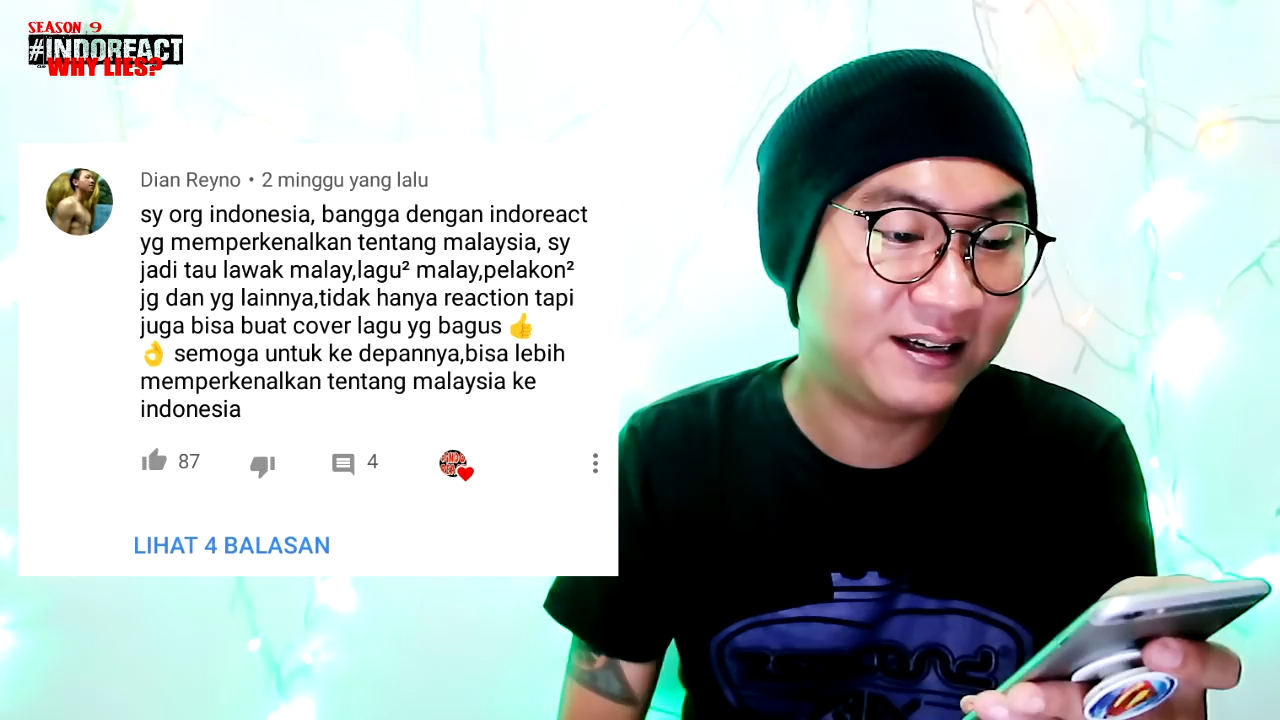 SEASON 9
#INDOREACT
WHY LIES?
Dian Reyno • 2 minggu yang lalu
sy org indonesia, bangga dengan indoreact
yg memperkenalkan tentang malaysia, sy
jadi tau lawak malay,lagu² malay,pelakon²
jg dan yg lainnya,tidak hanya reaction tapi
juga bisa buat cover lagu yg bagus 👍
👌 semoga untuk ke depannya,bisa lebih
memperkenalkan tentang malaysia ke
indonesia
87
4
LIHAT 4 BALASAN